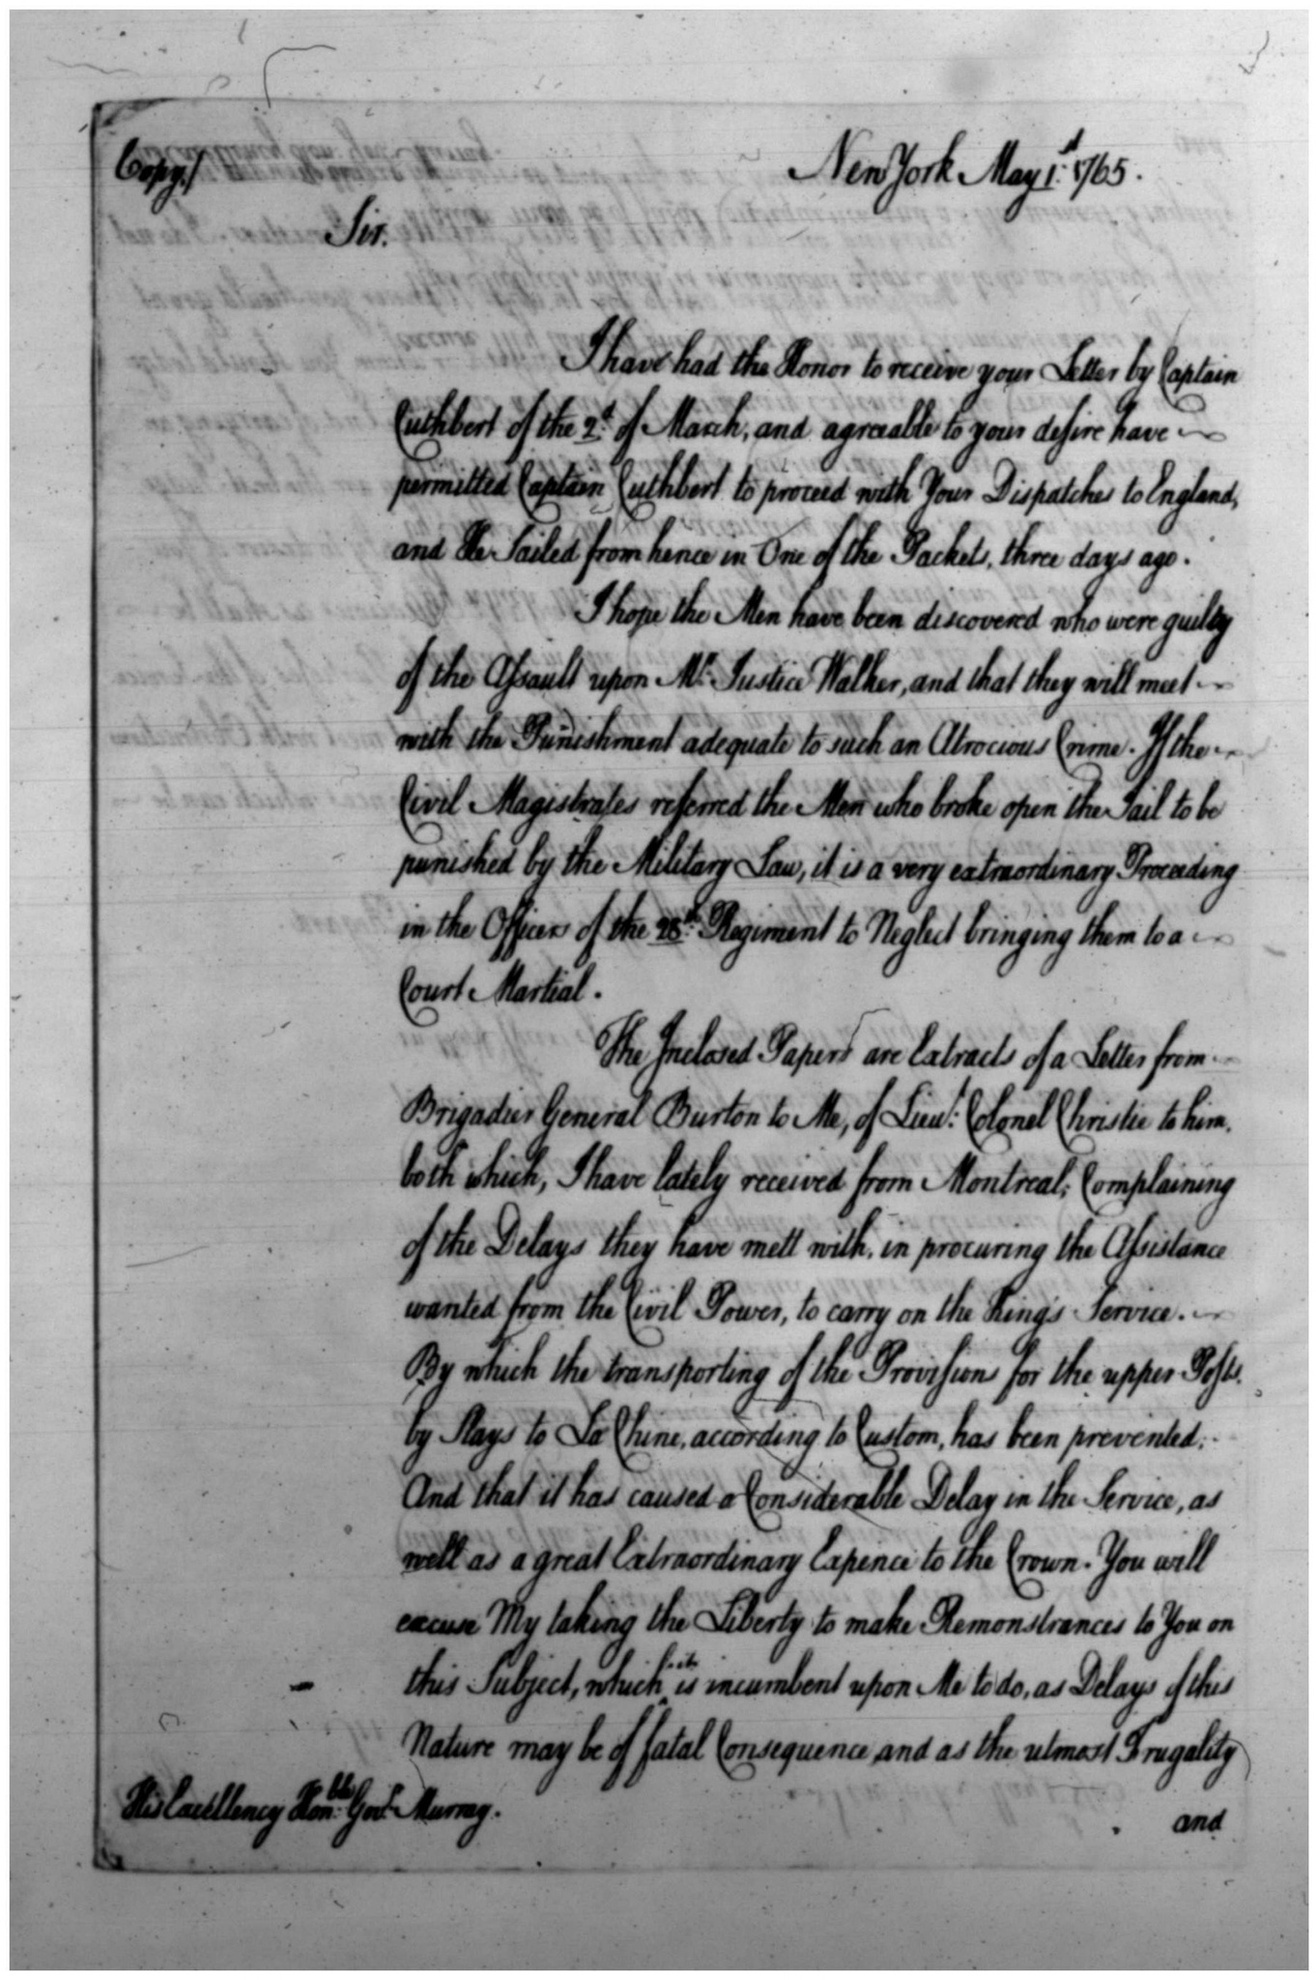 Copy./
New York May 1.st 1765.
Sir.
I have had the Honor to receive your Letter by Captain
Cuthbert of the 2.d of March, and agreeable to your desire have
permitted Captain Cuthbert to proceed with Your Dispatches to England,
and He Sailed from hence in One of the Packets, three days ago.
I hope the Men have been discovered who were guilty
of the Assault upon Mr. Justice Walker, and that they will meet
with the Punishment adequate to such an Atrocious Crime. If the
Civil Magistrates referred the Men who broke open the Jail to be
punished by the Military Law, it is a very extraordinary Proceeding
in the Officers of the 28th. Regiment to Neglect bringing them to a
Court Martial.
The Inclosed Papers are Extracts of a Letter from
Brigadier General Burton to Me, of Lieut: Colonel Christie to him,
both which, I have lately received from Montreal; Complaining
of the Delays they have mett with, in procuring the Assistance
wanted from the Civil Power, to carry on the King's Service.
By which the transporting of the Provisions for the upper Posts,
by Slays to La Chine, according to Custom, has been prevented;
And that it has caused a Considerable Delay in the Service, as
well as a great Extraordinary Expence to the Crown. You will
excuse My taking the Liberty to make Remonstrances to You on
this Subject, which it is incumbent upon Me to do, as Delays of this
Nature may be of fatal Consequence and as the utmost Frugality
His Excellency Honble. Govr. Murray.
and